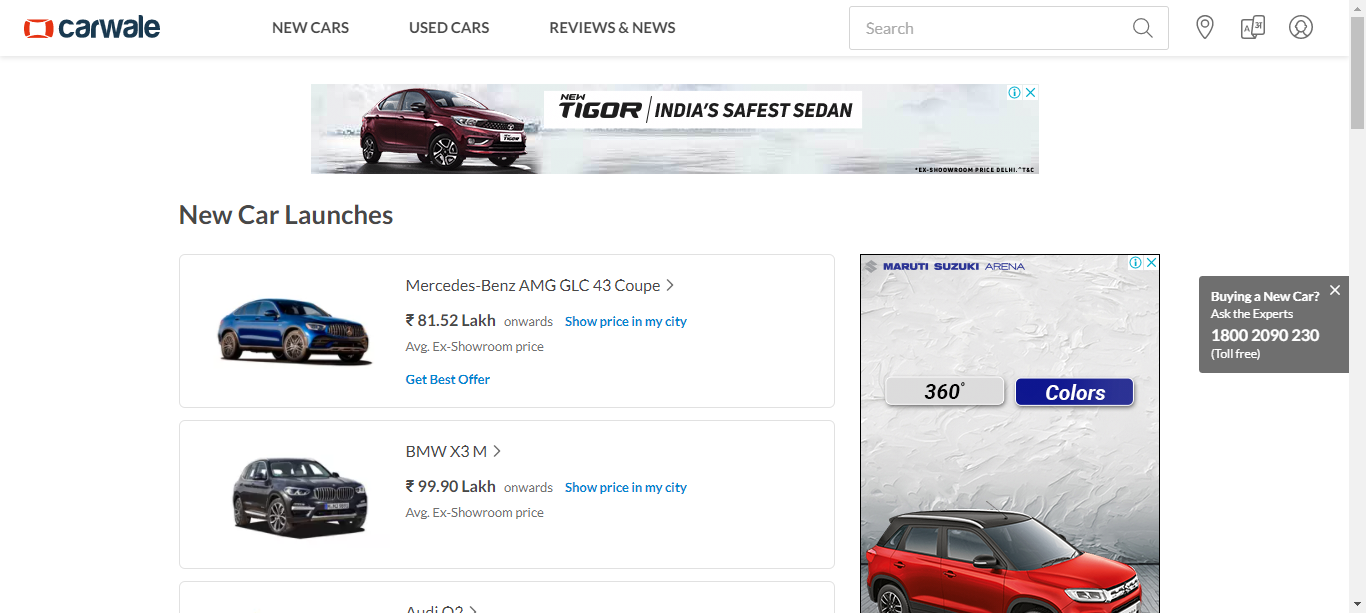 carwale
NEW CARS
USED CARS
REVIEWS & NEWS
Search
NEW
TIGOR | INDIA'S SAFEST SEDAN
*EX-SHOOWROOM PRICE DELHI.^T&C
New Car Launches
Mercedes-Benz AMG GLC 43 Coupe
₹ 81.52 Lakh onwards Show price in my city
Avg. Ex-Showroom price
Get Best Offer
BMW X3 M
₹ 99.90 Lakh onwards Show price in my city
Avg. Ex-Showroom price
Audi Q2
MARUTI SUZUKI ARENA
360° Colors
Buying a New Car?
Ask the Experts
1800 2090 230
(Toll free)